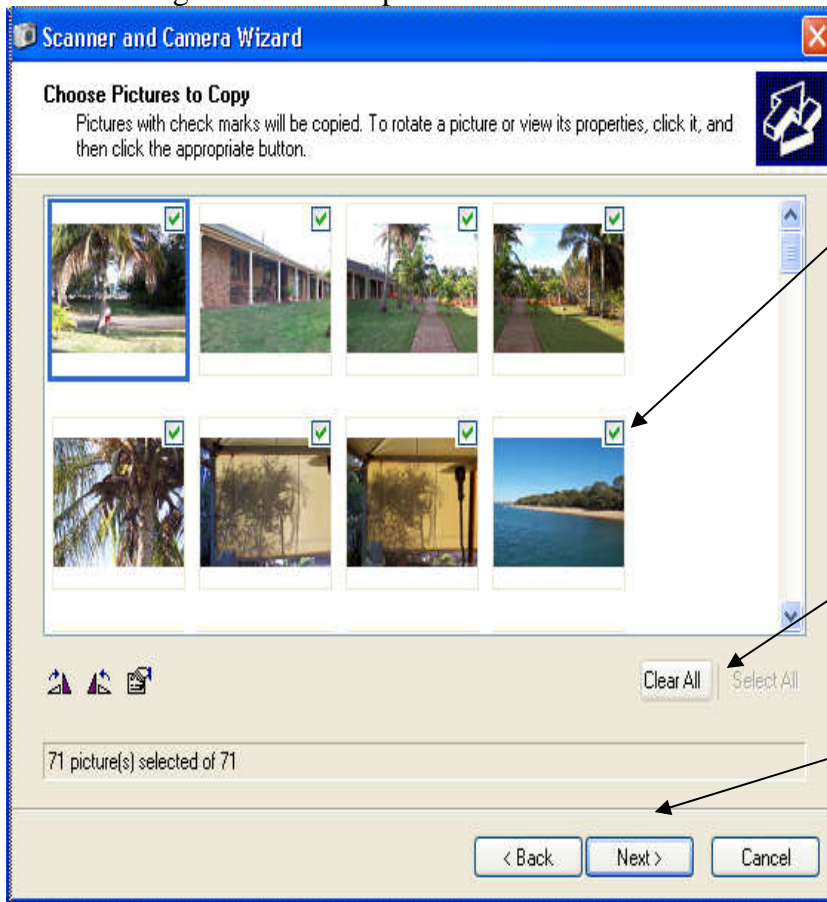 Scanner and Camera Wizard
Choose Pictures to Copy
Pictures with check marks will be copied. To rotate a picture or view its properties, click it, and
then click the appropriate button.
Clear All Select All
71 picture(s) selected of 71
< Back Next > Cancel